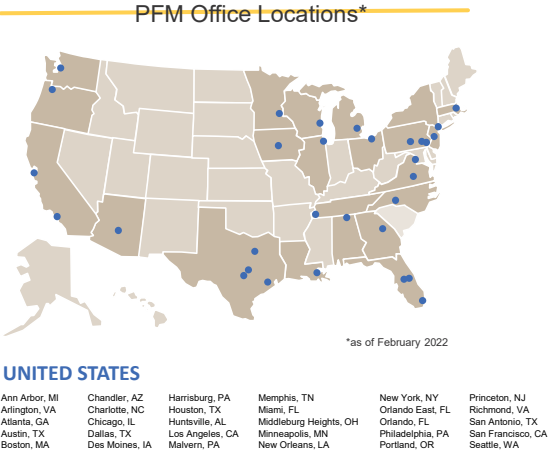 PFM Office Locations*
*as of February 2022
UNITED STATES
Ann Arbor, MI Chandler, AZ Harrisburg, PA Memphis, TN New York, NY Princeton, NJ
Arlington, VA Charlotte, NC Houston, TX Miami, FL Orlando East, FL Richmond, VA
Atlanta, GA Chicago, IL Huntsville, AL Middleburg Heights, OH Orlando, FL San Antonio, TX
Austin, TX Dallas, TX Los Angeles, CA Minneapolis, MN Philadelphia, PA San Francisco, CA
Boston, MA Des Moines, IA Malvern, PA New Orleans, LA Portland, OR Seattle, WA